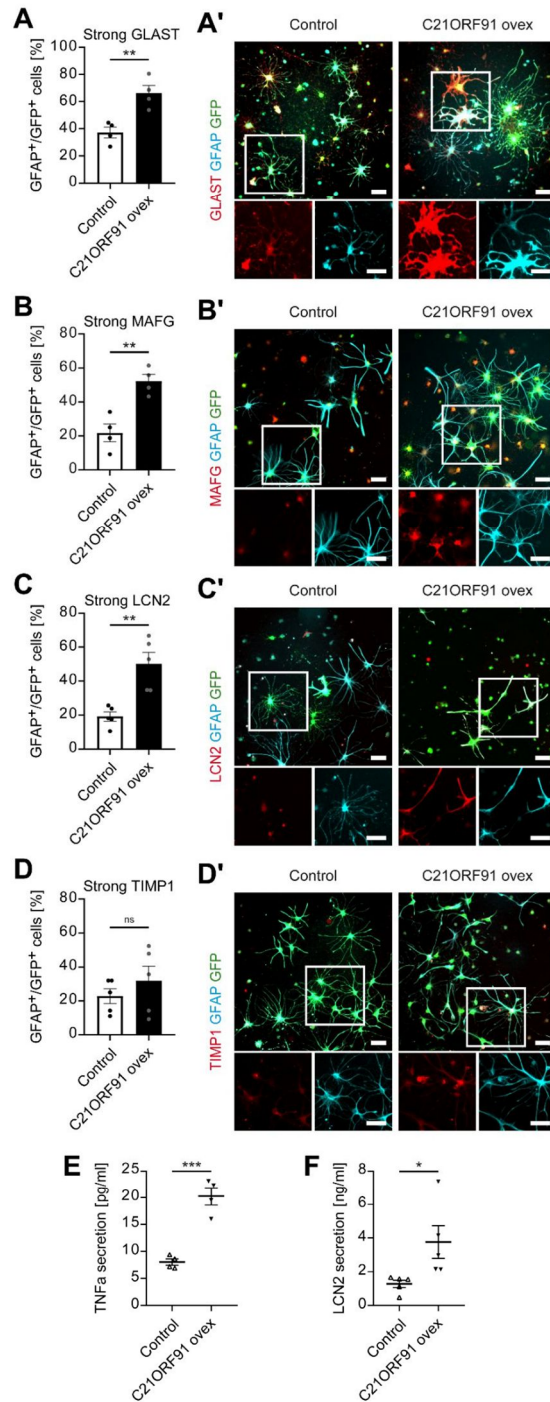 A
Strong GLAST
**
GFAP+/GFP+ cells [%]
80
60
40
20
0
Control
C21ORF91 ovex
A'
Control
C21ORF91 ovex
GLAST GFAP GFP
B
Strong MAFG
**
GFAP+/GFP+ cells [%]
80
60
40
20
0
Control
C21ORF91 ovex
B'
Control
C21ORF91 ovex
MAFG GFAP GFP
C
Strong LCN2
**
GFAP+/GFP+ cells [%]
80
60
40
20
0
Control
C21ORF91 ovex
C'
Control
C21ORF91 ovex
LCN2 GFAP GFP
D
Strong TIMP1
ns
GFAP+/GFP+ cells [%]
80
60
40
20
0
Control
C21ORF91 ovex
D'
Control
C21ORF91 ovex
TIMP1 GFAP GFP
E
***
TNFa secretion [pg/ml]
25
20
15
10
5
0
Control
C21ORF91 ovex
F
*
LCN2 secretion [ng/ml]
8
6
4
2
0
Control
C21ORF91 ovex